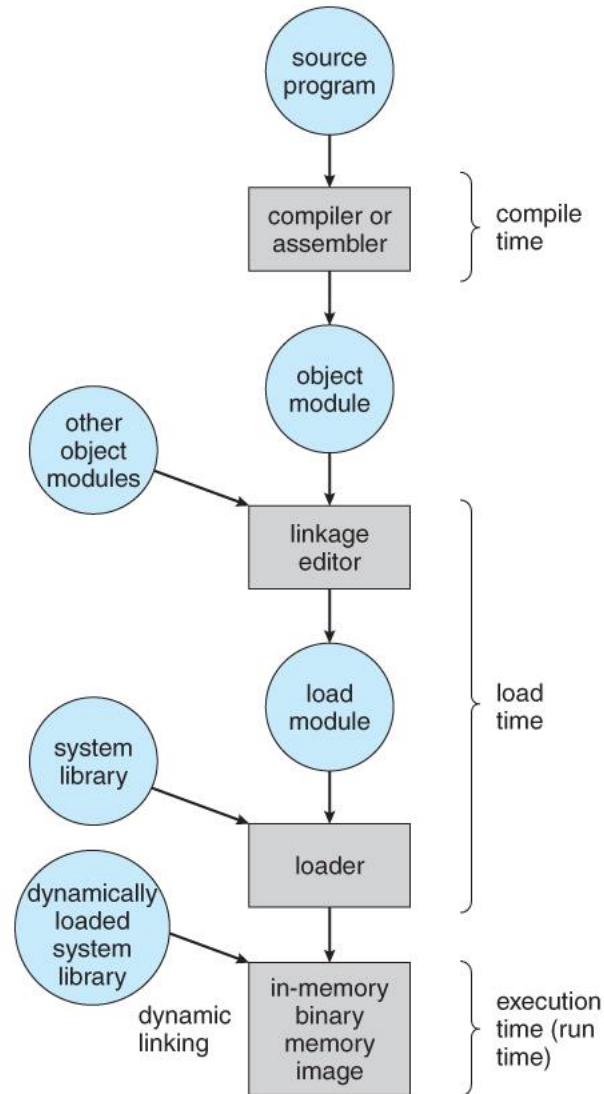 source
program
compiler or
assembler
compile
time
object
module
other
object
modules
linkage
editor
load
module
load
time
system
library
loader
dynamically
loaded
system
library
dynamic
linking
in-memory
binary
memory
image
execution
time (run
time)